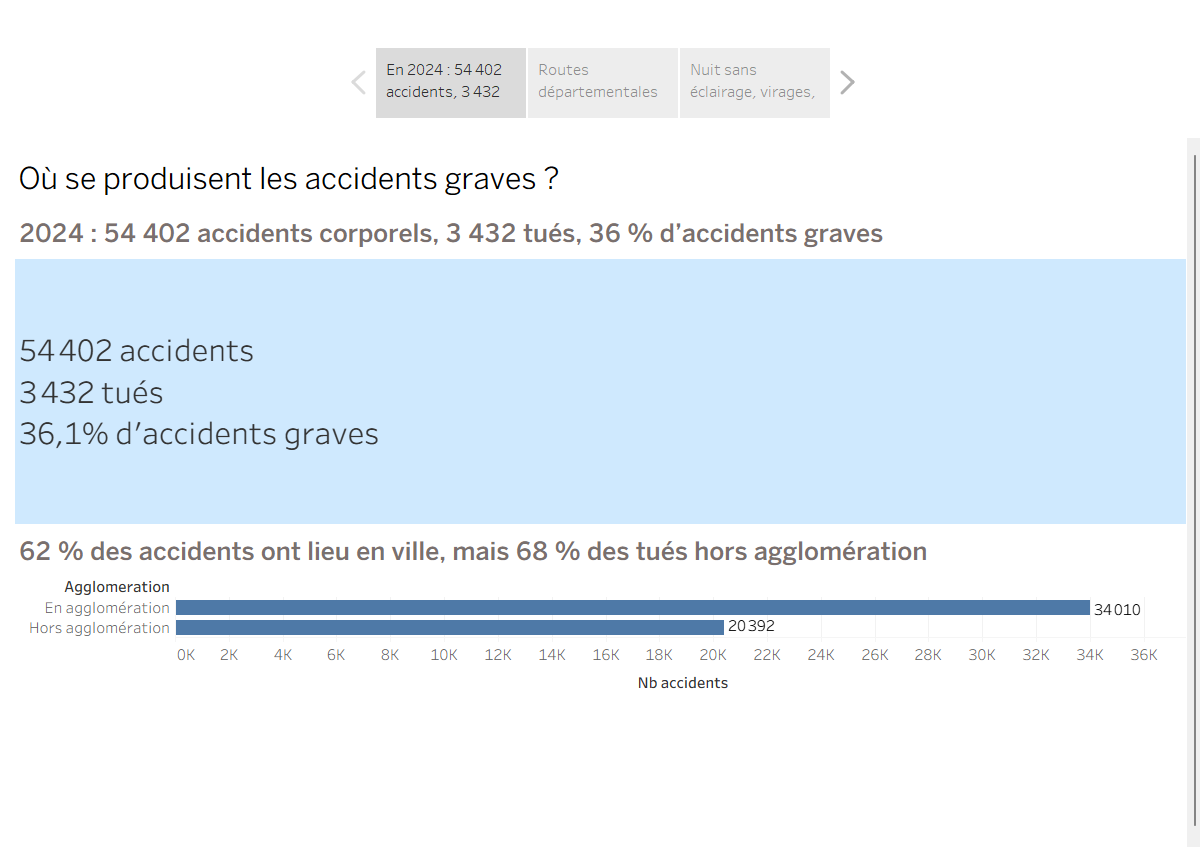 En 2024 : 54 402
accidents, 3 432
Routes
départementales
Nuit sans
éclairage, virages,
Où se produisent les accidents graves ?
2024 : 54 402 accidents corporels, 3 432 tués, 36 % d’accidents graves
54 402 accidents
3 432 tués
36,1% d’accidents graves
62 % des accidents ont lieu en ville, mais 68 % des tués hors agglomération
Agglomeration
En agglomération 34 010
Hors agglomération 20 392
0K 2K 4K 6K 8K 10K 12K 14K 16K 18K 20K 22K 24K 26K 28K 30K 32K 34K 36K
Nb accidents